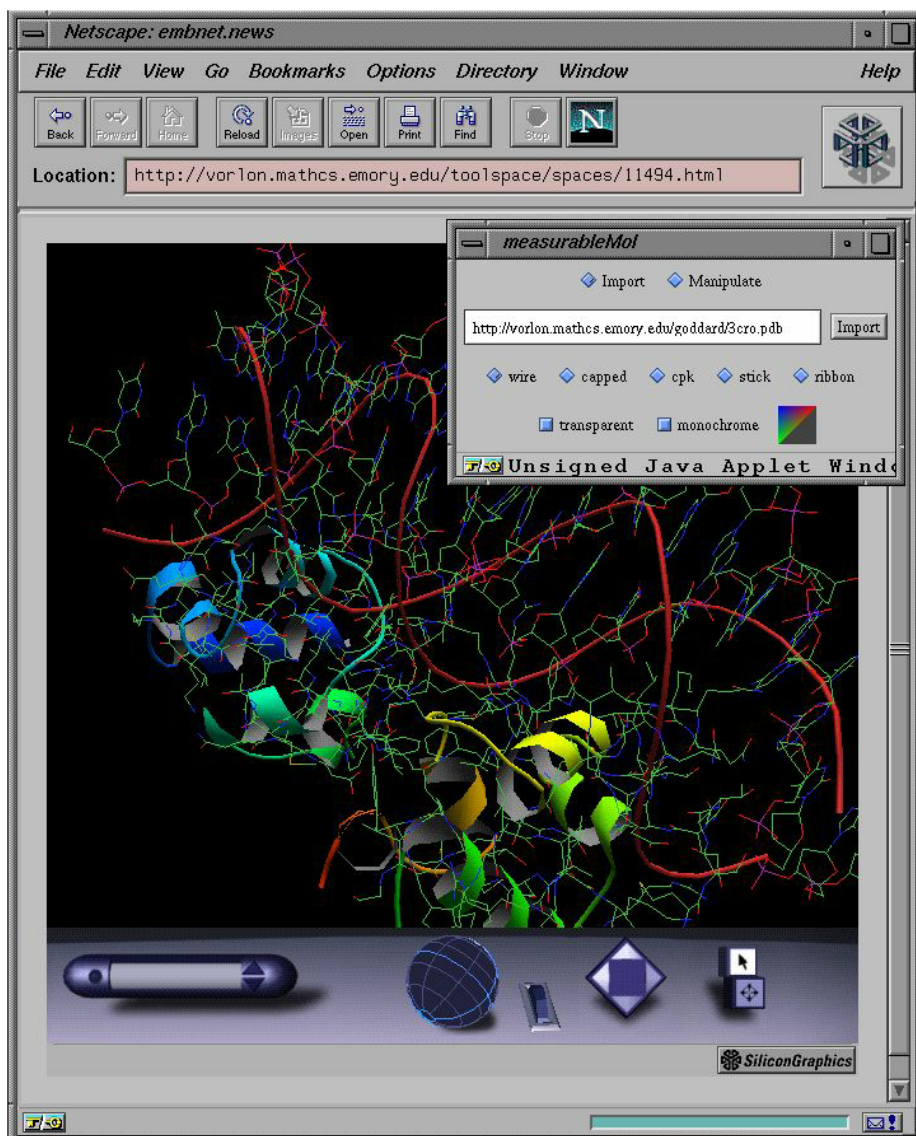 Netscape: embnet.news
File Edit View Go Bookmarks Options Directory Window Help
Back Forward Home Reload Images Open Print Find Stop N
Location: http://vorlon.mathcs.emory.edu/toolspace/spaces/11494.html
measurableMol
Import Manipulate
http://vorlon.mathcs.emory.edu/goddard/3cro.pdb Import
wire capped cpk stick ribbon
transparent monochrome
Unsigned Java Applet Windo
SiliconGraphics